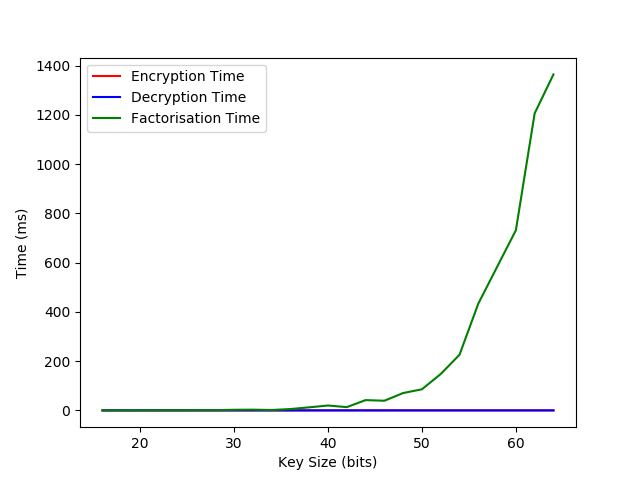 Encryption Time
Decryption Time
Factorisation Time
1400
1200
1000
800
600
400
200
0
Time (ms)
20 30 40 50 60
Key Size (bits)